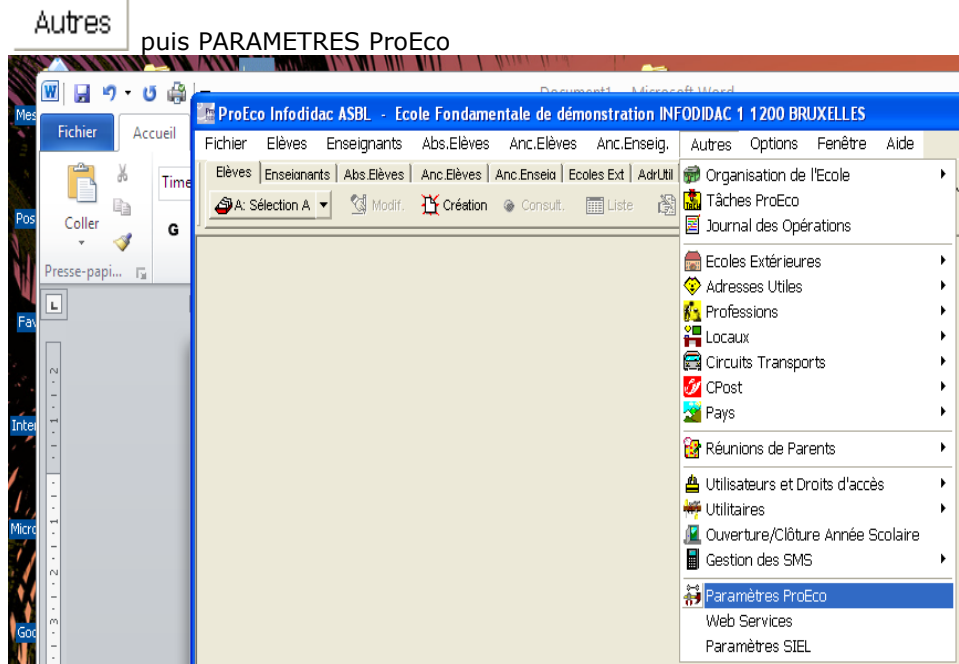 Autres
puis PARAMETRES ProEco
ProEco Infodidac ASBL - Ecole Fondamentale de démonstration INFODIDAC 1 1200 BRUXELLES
Fichier Accueil
Fichier Elèves Enseignants Abs.Elèves Anc.Elèves Anc.Enseig. Autres Options Fenêtre Aide
Elèves Enseignants Abs.Elèves Anc.Elèves Anc.Enseig Ecoles Ext AdrUtil
A: Sélection A Modif. Création Consult. Liste
Coller
G
Presse-papi...
Organisation de l'Ecole
Tâches ProEco
Journal des Opérations
Ecoles Extérieures
Adresses Utiles
Professions
Locaux
Circuits Transports
CPost
Pays
Réunions de Parents
Utilisateurs et Droits d'accès
Utilitaires
Ouverture/Clôture Année Scolaire
Gestion des SMS
Paramètres ProEco
Web Services
Paramètres SIEL